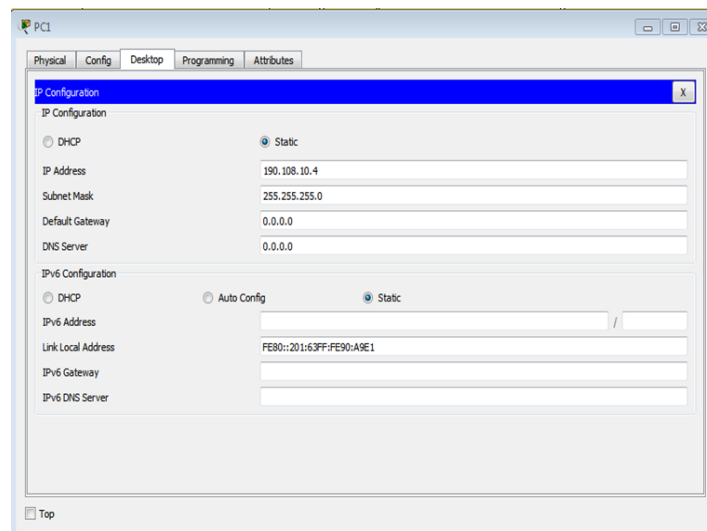 PC1
Physical Config Desktop Programming Attributes
IP Configuration X
IP Configuration
DHCP Static
IP Address 190.108.10.4
Subnet Mask 255.255.255.0
Default Gateway 0.0.0.0
DNS Server 0.0.0.0
IPv6 Configuration
DHCP Auto Config Static
IPv6 Address /
Link Local Address FE80::201:63FF:FE90:A9E1
IPv6 Gateway
IPv6 DNS Server
Top